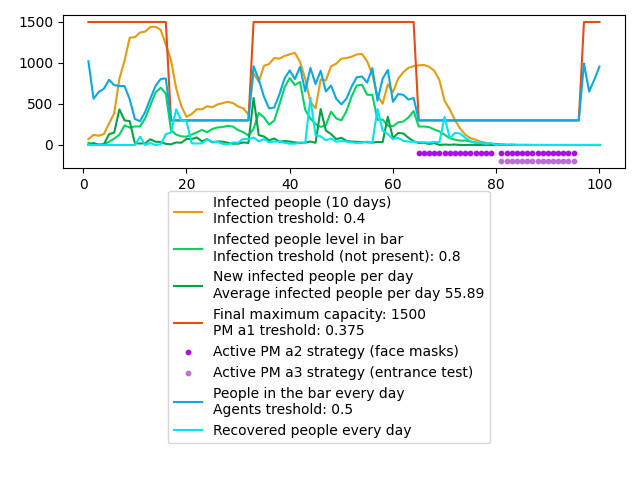 1500
1000
500
0
0 20 40 60 80 100
Infected people (10 days)
Infection treshold: 0.4
Infected people level in bar
Infection treshold (not present): 0.8
New infected people per day
Average infected people per day 55.89
Final maximum capacity: 1500
PM a1 treshold: 0.375
Active PM a2 strategy (face masks)
Active PM a3 strategy (entrance test)
People in the bar every day
Agents treshold: 0.5
Recovered people every day